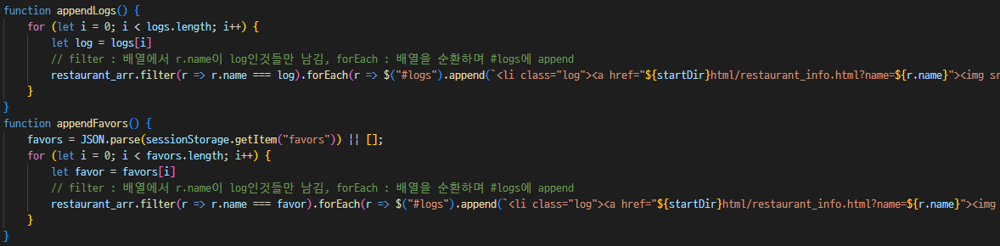 function appendLogs() {
    for (let i = 0; i < logs.length; i++) {
        let log = logs[i]
        // filter : 배열에서 r.name이 log인것들만 남김, forEach : 배열을 순환하며 #logs에 append
        restaurant_arr.filter(r => r.name === log).forEach(r => $("#logs").append(`<li class="log"><a href="${startDir}html/restaurant_info.html?name=${r.name}"><img sr
    }
}
function appendFavors() {
    favors = JSON.parse(sessionStorage.getItem("favors")) || [];
    for (let i = 0; i < favors.length; i++) {
        let favor = favors[i]
        // filter : 배열에서 r.name이 log인것들만 남김, forEach : 배열을 순환하며 #logs에 append
        restaurant_arr.filter(r => r.name === favor).forEach(r => $("#logs").append(`<li class="log"><a href="${startDir}html/restaurant_info.html?name=${r.name}"><img
    }
}